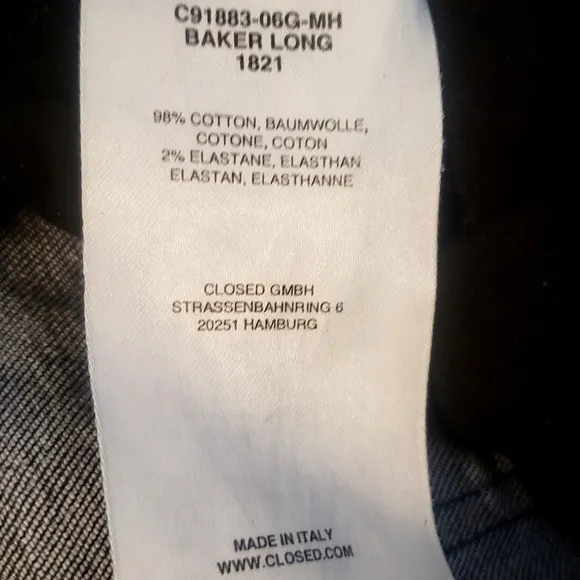 C91883-06G-MH
BAKER LONG
1821
98% COTTON, BAUMWOLLE,
COTONE, COTON
2% ELASTANE, ELASTHAN
ELASTAN, ELASTHANNE
CLOSED GMBH
STRASSENBAHNRING 6
20251 HAMBURG
MADE IN ITALY
WWW.CLOSED.COM